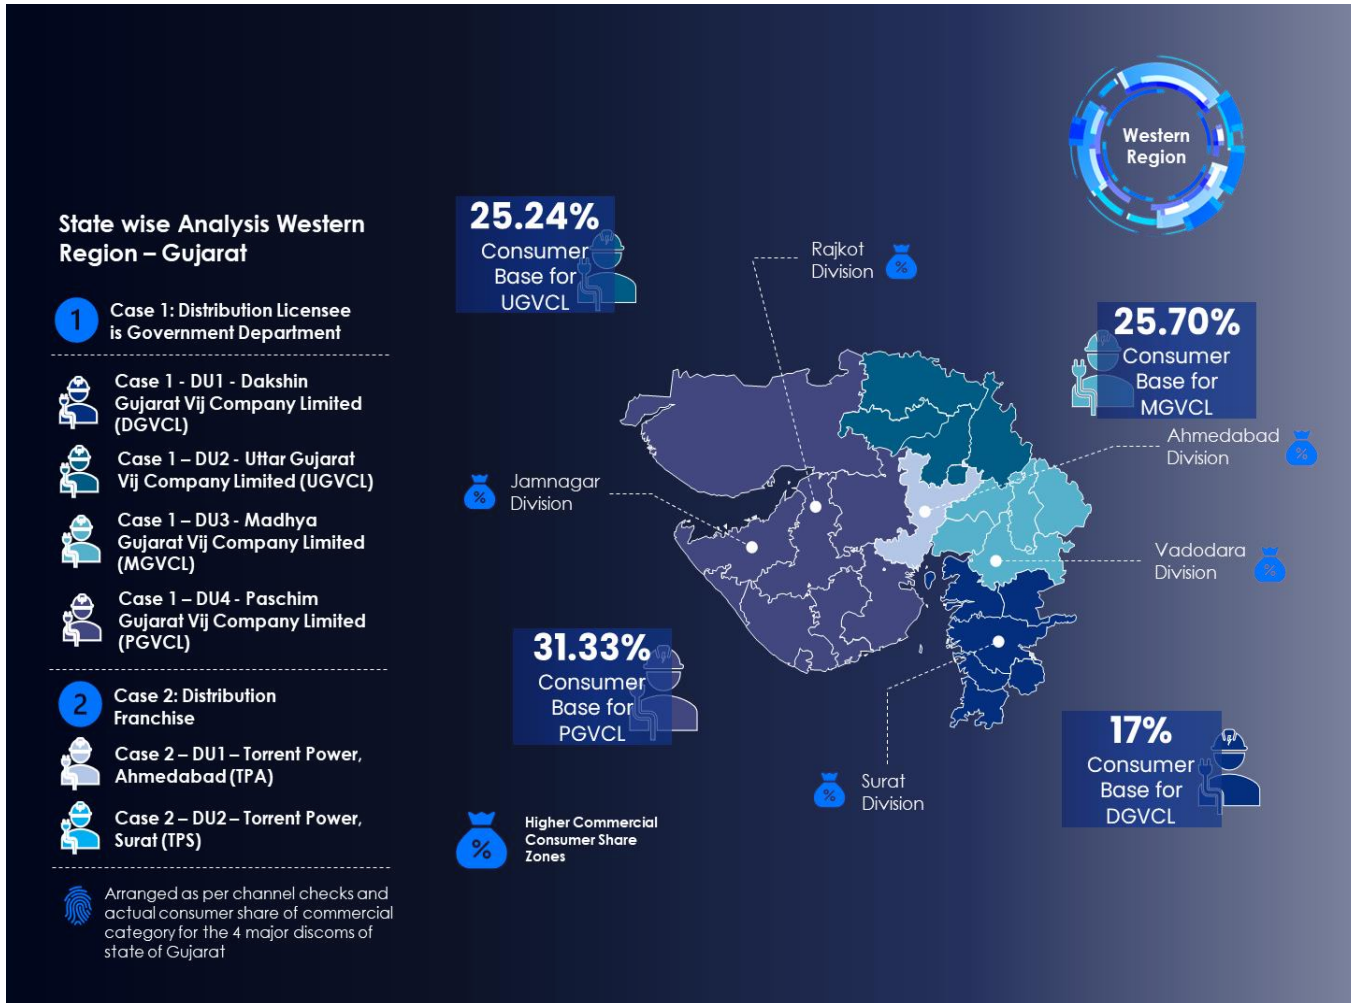 Western
Region
State wise Analysis Western
Region – Gujarat
1
Case 1: Distribution Licensee
is Government Department
Case 1 - DU1 - Dakshin
Gujarat Vij Company Limited
(DGVCL)
Case 1 – DU2 - Uttar Gujarat
Vij Company Limited (UGVCL)
Case 1 – DU3 - Madhya
Gujarat Vij Company Limited
(MGVCL)
Case 1 – DU4 - Paschim
Gujarat Vij Company Limited
(PGVCL)
2
Case 2: Distribution
Franchise
Case 2 – DU1 – Torrent Power,
Ahmedabad (TPA)
Case 2 – DU2 – Torrent Power,
Surat (TPS)
Arranged as per channel checks and
actual consumer share of commercial
category for the 4 major discoms of
state of Gujarat
25.24%
Consumer
Base for
UGVCL
Rajkot
Division
%
25.70%
Consumer
Base for
MGVCL
Ahmedabad
Division
%
Jamnagar
Division
%
Vadodara
Division
%
31.33%
Consumer
Base for
PGVCL
17%
Consumer
Base for
DGVCL
Surat
Division
%
%
Higher Commercial
Consumer Share
Zones